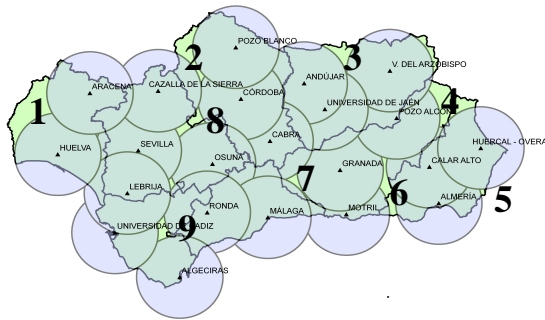 POZO BLANCO
2
3
V. DEL ARZOBISPO
ANDÚJAR
ARACENA
CAZALLA DE LA SIERRA
CÓRDOBA
4
1
UNIVERSIDAD DE JAÉN
POZO ALCÓN
8
CABRA
SEVILLA
HUELVA
HUERCAL - OVERA
OSUNA
GRANADA
CALAR ALTO
7
LEBRIJA
6
5
ALMERÍA
RONDA
MÁLAGA
MOTRIL
UNIVERSIDAD DE CÁDIZ
9
ALGECIRAS